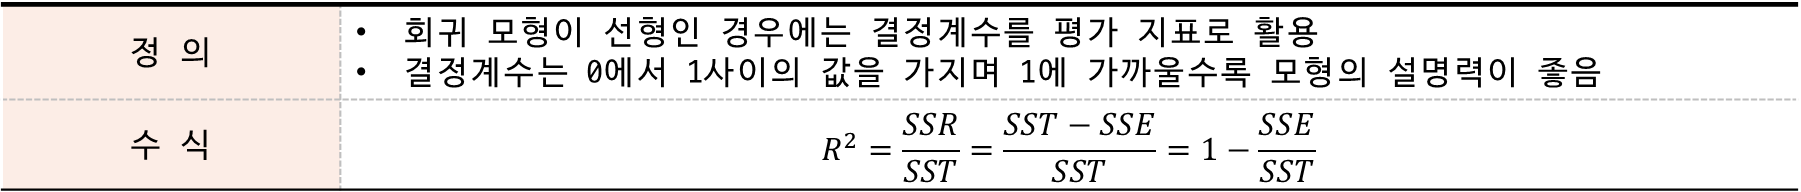 정 의
• 회귀 모형이 선형인 경우에는 결정계수를 평가 지표로 활용
• 결정계수는 0에서 1사이의 값을 가지며 1에 가까울수록 모형의 설명력이 좋음
수 식
R² = SSR/SST = (SST − SSE)/SST = 1 − SSE/SST